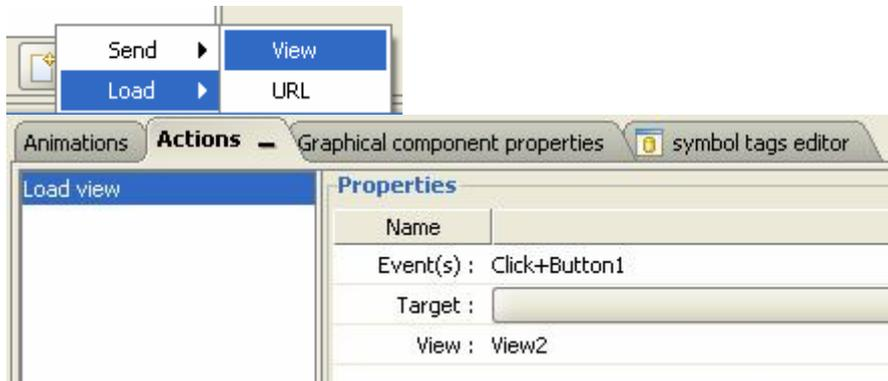 Send View
Load URL
Animations Actions Graphical component properties symbol tags editor
Load view Properties
Name
Event(s) : Click+Button1
Target :
View : View2